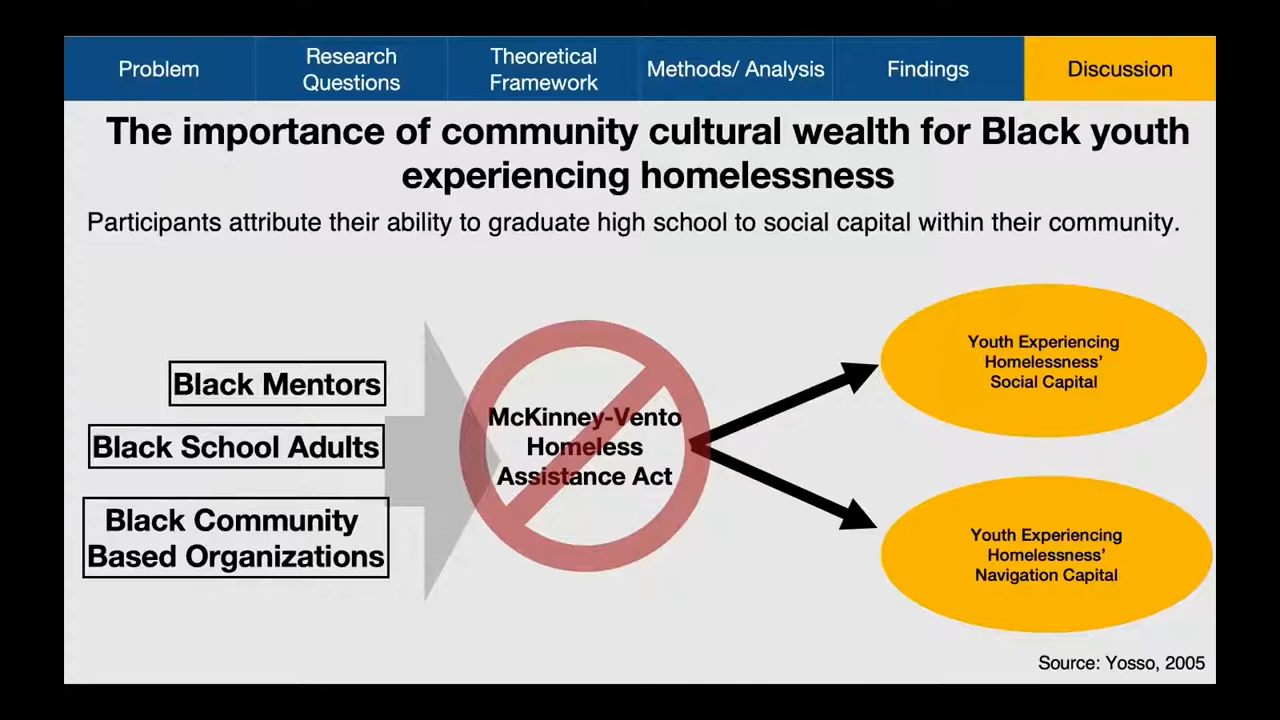 Problem
Research
Questions
Theoretical
Framework
Methods/ Analysis
Findings
Discussion
The importance of community cultural wealth for Black youth
experiencing homelessness
Participants attribute their ability to graduate high school to social capital within their community.
Black Mentors
Black School Adults
Black Community
Based Organizations
McKinney-Vento
Homeless
Assistance Act
Youth Experiencing
Homelessness’
Social Capital
Youth Experiencing
Homelessness’
Navigation Capital
Source: Yosso, 2005